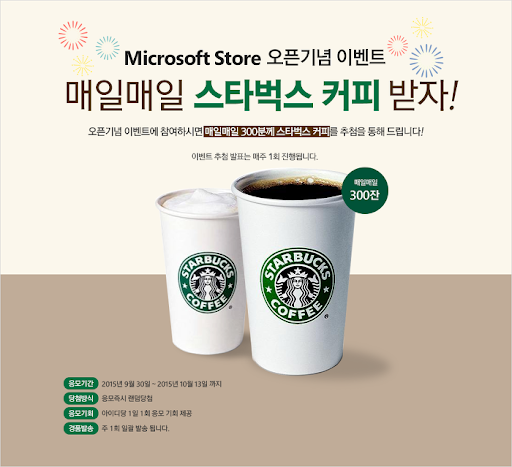 Microsoft Store 오픈기념 이벤트
매일매일 스타벅스 커피 받자!
오픈기념 이벤트에 참여하시면 매일매일 300분께 스타벅스 커피를 추첨을 통해 드립니다!
이벤트 추첨 발표는 매주 1회 진행됩니다.
매일매일
300잔
STARBUCKS
COFFEE
®
STARBUCKS
COFFEE
®
응모기간 2015년 9월 30일 ~ 2015년 10월 13일 까지
당첨방식 응모즉시 랜덤당첨
응모기회 아이디당 1일 1회 응모 기회 제공
경품발송 주 1회 일괄 발송 됩니다.